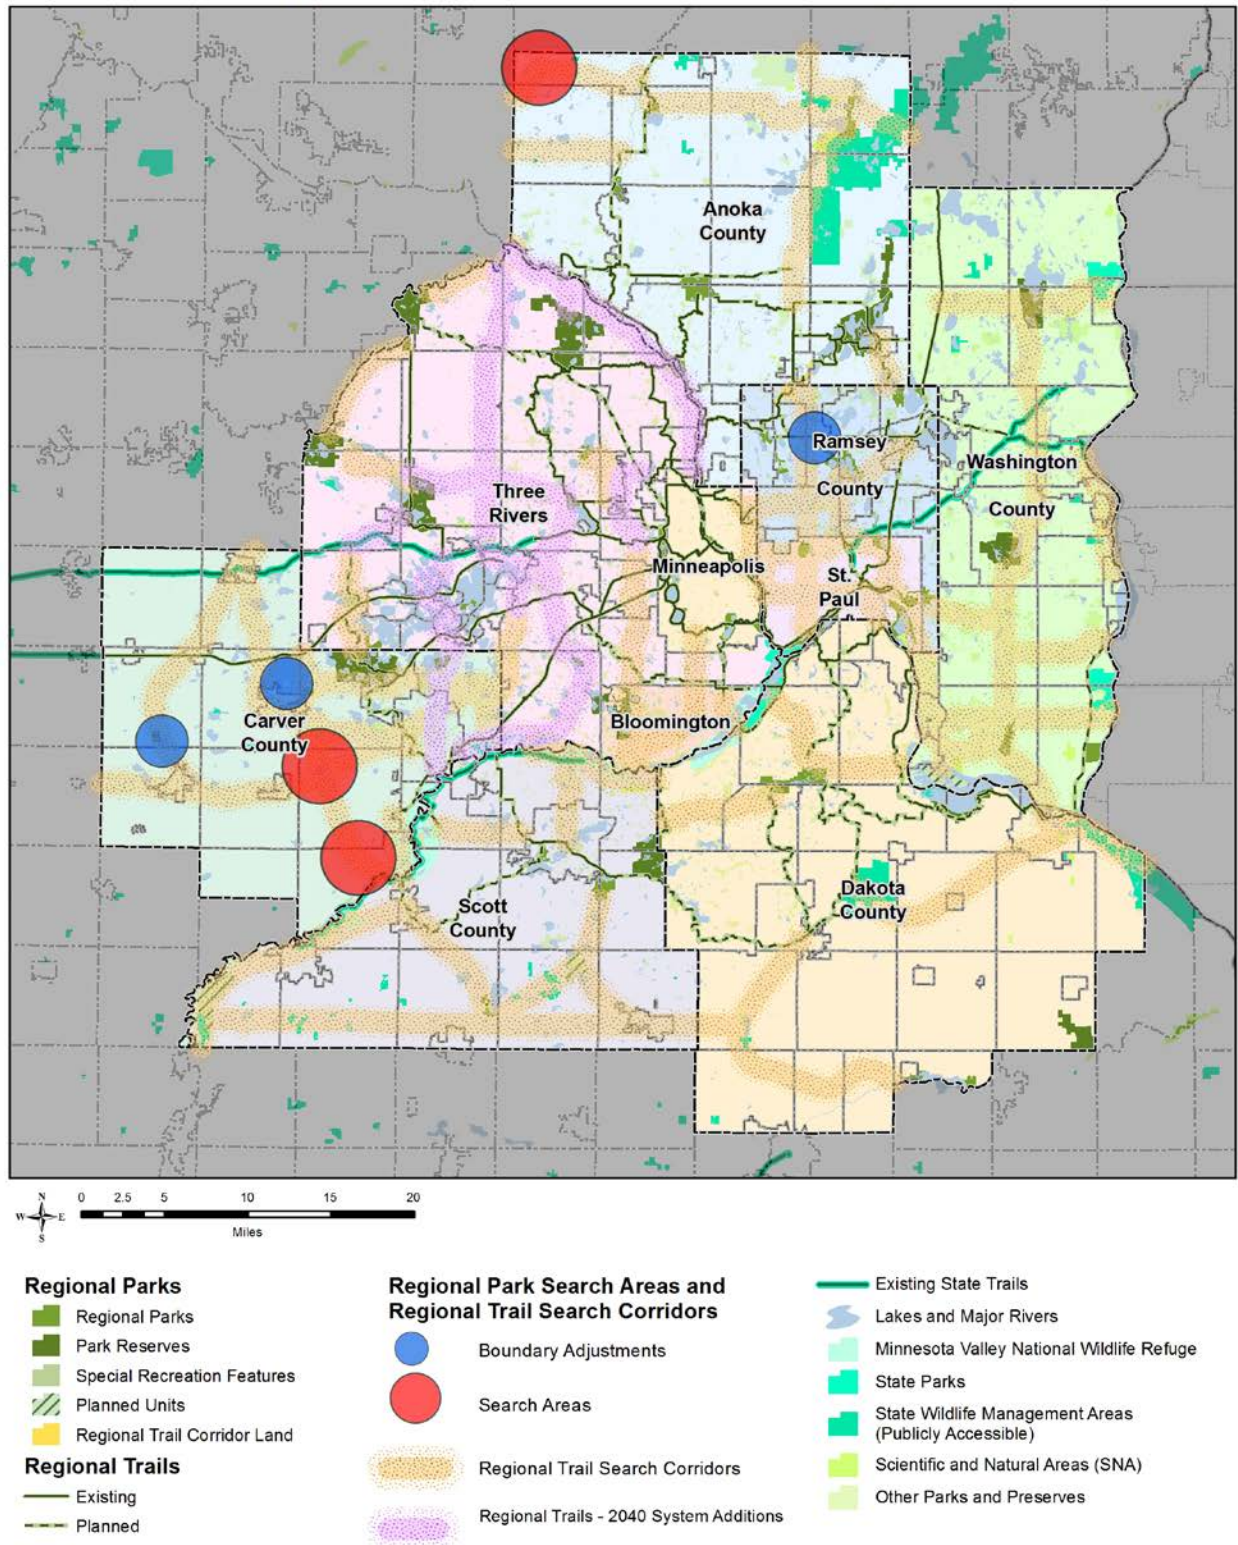 Anoka
County
Ramsey
County
Washington
County
Three
Rivers
Minneapolis
St.
Paul
Carver
County
Bloomington
Scott
County
Dakota
County
N
W E
S
0 2.5 5 10 15 20
Miles
Regional Parks
Regional Parks
Park Reserves
Special Recreation Features
Planned Units
Regional Trail Corridor Land
Regional Trails
Existing
Planned
Regional Park Search Areas and
Regional Trail Search Corridors
Boundary Adjustments
Search Areas
Regional Trail Search Corridors
Regional Trails - 2040 System Additions
Existing State Trails
Lakes and Major Rivers
Minnesota Valley National Wildlife Refuge
State Parks
State Wildlife Management Areas
(Publicly Accessible)
Scientific and Natural Areas (SNA)
Other Parks and Preserves